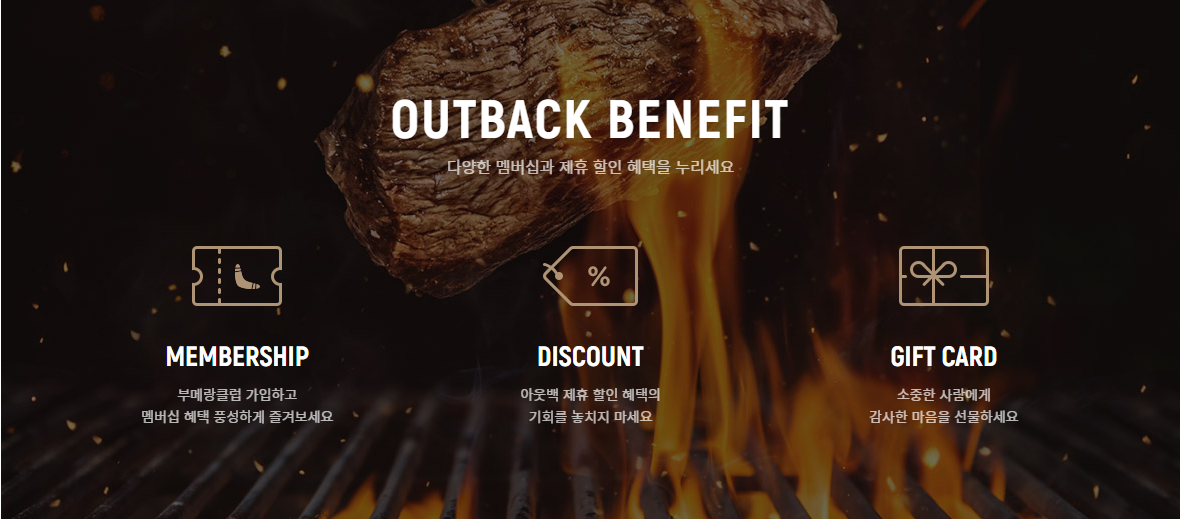 OUTBACK BENEFIT
다양한 멤버십과 제휴 할인 혜택을 누리세요
%
MEMBERSHIP
부메랑클럽 가입하고
멤버십 혜택 풍성하게 즐겨보세요
DISCOUNT
아웃백 제휴 할인 혜택의
기회를 놓치지 마세요
GIFT CARD
소중한 사람에게
감사한 마음을 선물하세요